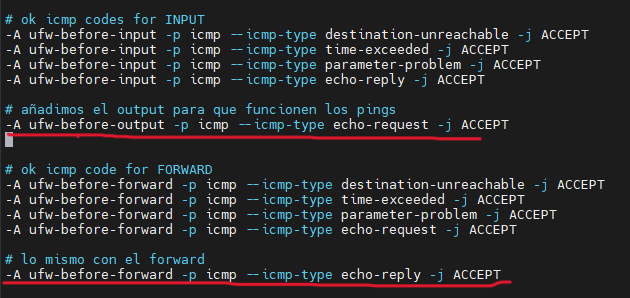 # ok icmp codes for INPUT
-A ufw-before-input -p icmp --icmp-type destination-unreachable -j ACCEPT
-A ufw-before-input -p icmp --icmp-type time-exceeded -j ACCEPT
-A ufw-before-input -p icmp --icmp-type parameter-problem -j ACCEPT
-A ufw-before-input -p icmp --icmp-type echo-reply -j ACCEPT
# añadimos el output para que funcionen los pings
-A ufw-before-output -p icmp --icmp-type echo-request -j ACCEPT
# ok icmp code for FORWARD
-A ufw-before-forward -p icmp --icmp-type destination-unreachable -j ACCEPT
-A ufw-before-forward -p icmp --icmp-type time-exceeded -j ACCEPT
-A ufw-before-forward -p icmp --icmp-type parameter-problem -j ACCEPT
-A ufw-before-forward -p icmp --icmp-type echo-request -j ACCEPT
# lo mismo con el forward
-A ufw-before-forward -p icmp --icmp-type echo-reply -j ACCEPT